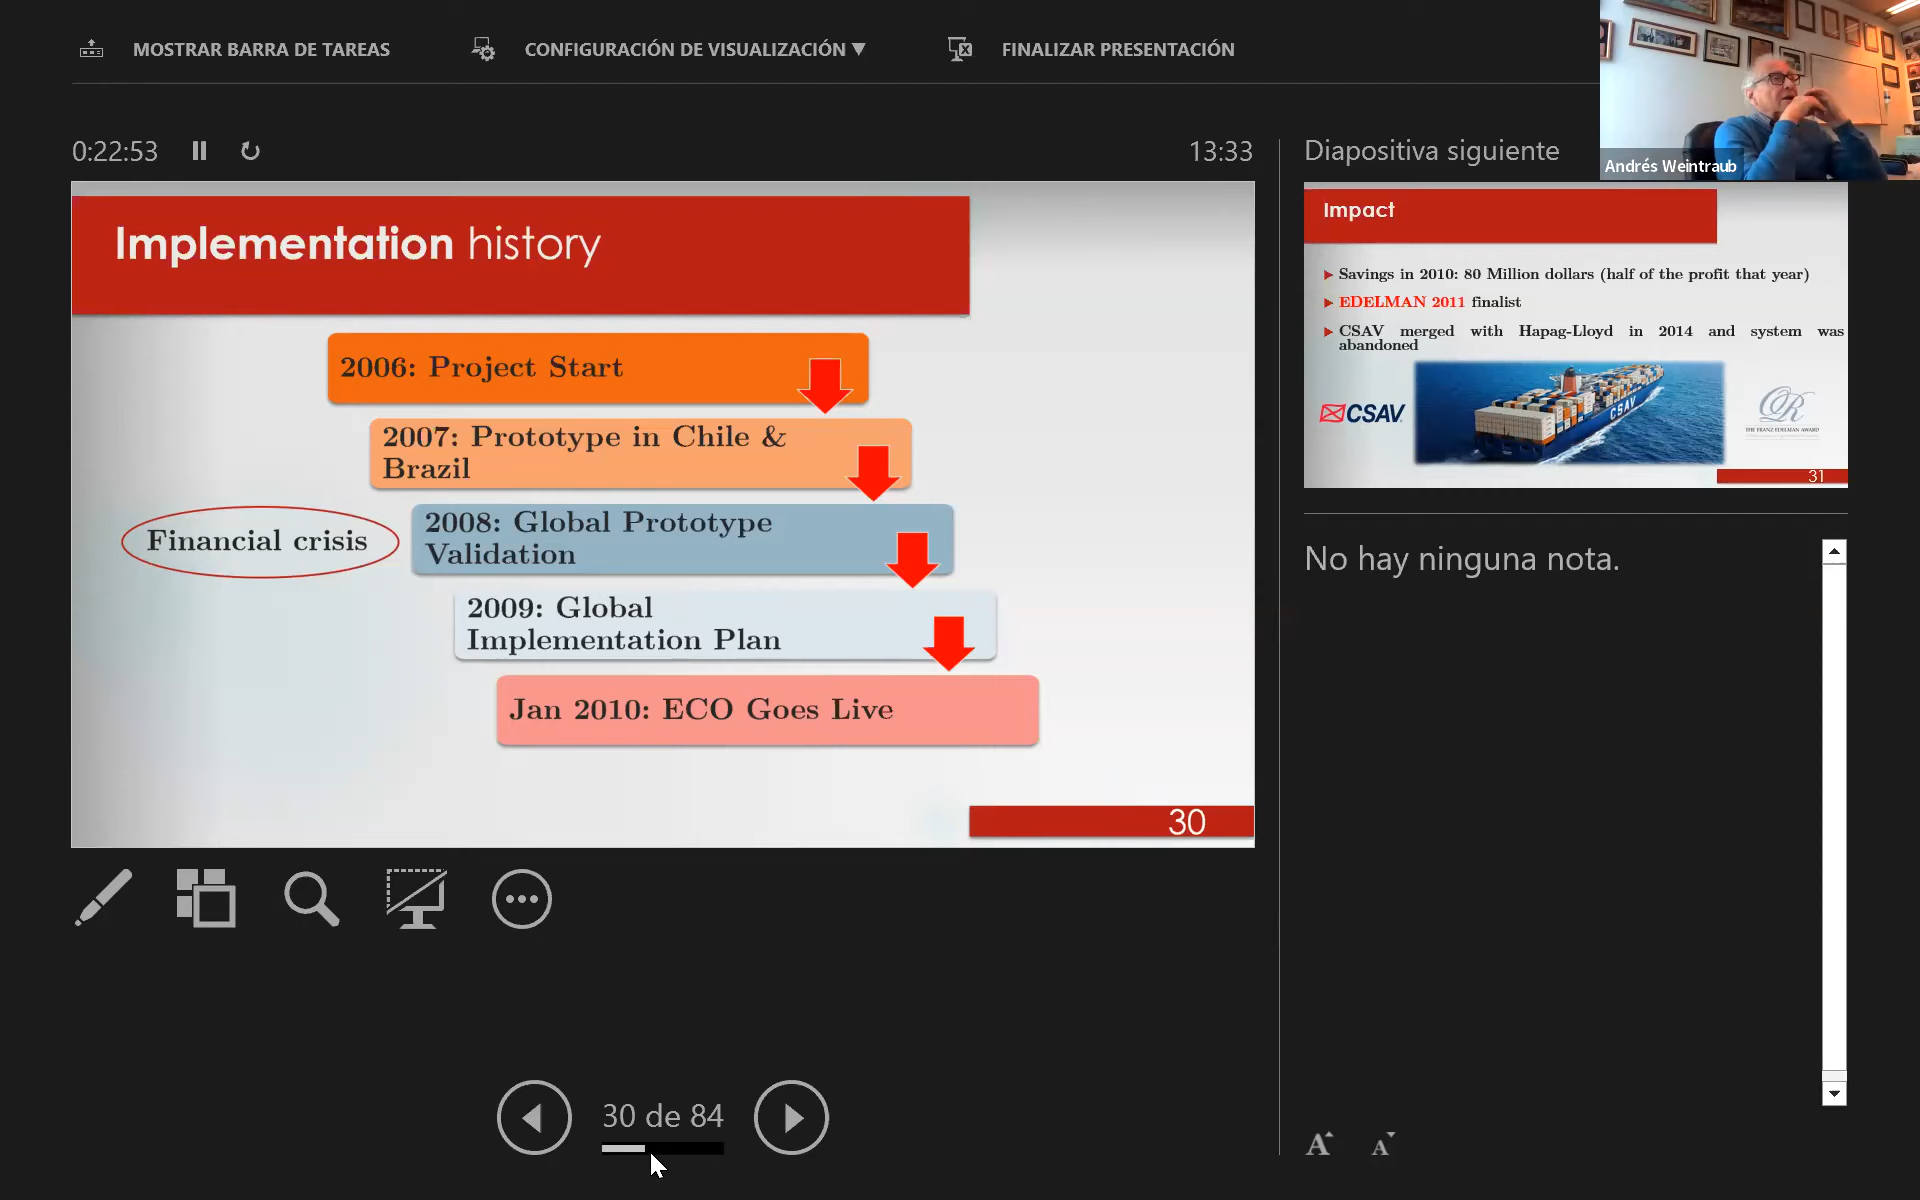 MOSTRAR BARRA DE TAREAS
CONFIGURACIÓN DE VISUALIZACIÓN ▼
FINALIZAR PRESENTACIÓN
Andrés Weintraub
0:22:53
13:33
Diapositiva siguiente
Implementation history
2006: Project Start
2007: Prototype in Chile &
Brazil
Financial crisis
2008: Global Prototype
Validation
2009: Global
Implementation Plan
Jan 2010: ECO Goes Live
30
Impact
Savings in 2010: 80 Million dollars (half of the profit that year)
EDELMAN 2011 finalist
CSAV merged with Hapag-Lloyd in 2014 and system was
abandoned
CSAV
CSAV
THE FRANZ EDELMAN AWARD
31
No hay ninguna nota.
30 de 84
A A